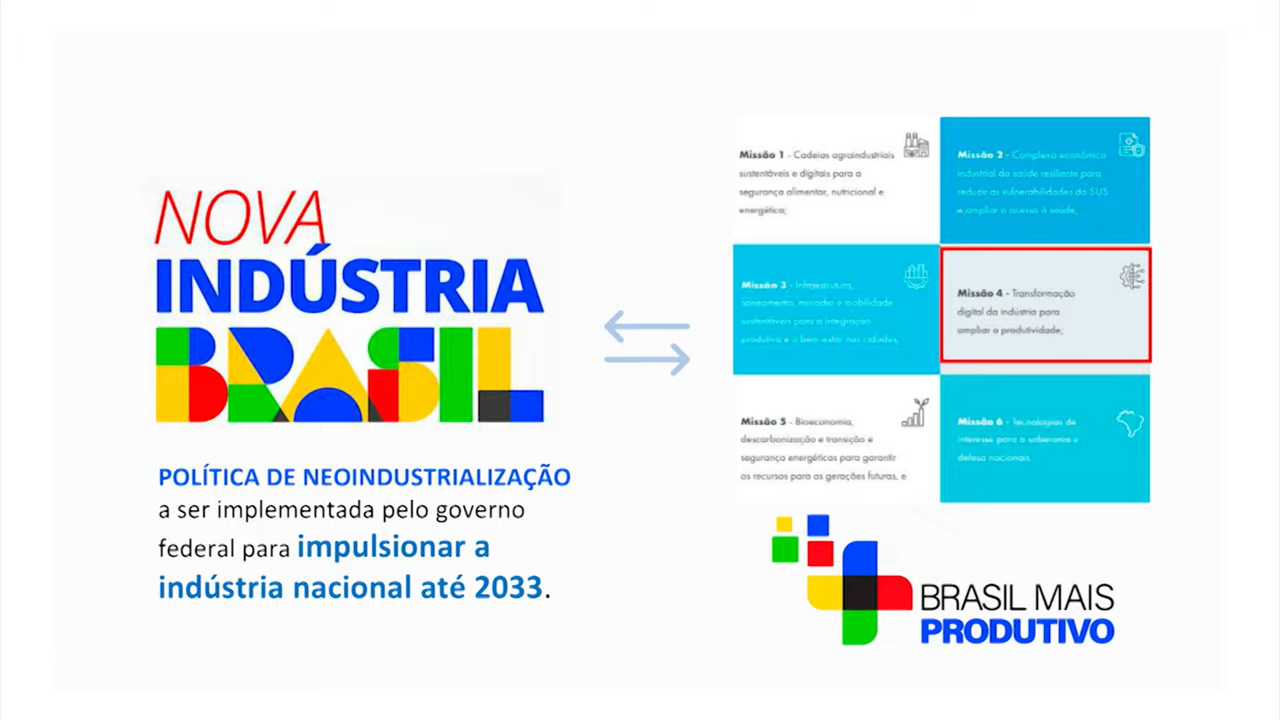 NOVA
INDÚSTRIA
BRASIL
POLÍTICA DE NEOINDUSTRIALIZAÇÃO
a ser implementada pelo governo
federal para impulsionar a
indústria nacional até 2033.
Missão 1 - Cadeias agroindustriais
sustentáveis e digitais para a
segurança alimentar, nutricional e
energética;
Missão 2 - Complexo econômico
industrial da saúde resiliente para
reduzir as vulnerabilidades do SUS
e ampliar o acesso à saúde;
Missão 3 - Infraestrutura,
saneamento, moradia e mobilidade
sustentáveis para a integração
produtiva e o bem-estar nas cidades;
Missão 4 - Transformação
digital da indústria para
ampliar a produtividade;
Missão 5 - Bioeconomia,
descarbonização e transição e
segurança energéticas para garantir
os recursos para as gerações futuras, e
Missão 6 - Tecnologias de
interesse para a soberania e
defesa nacionais.
BRASIL MAIS
PRODUTIVO